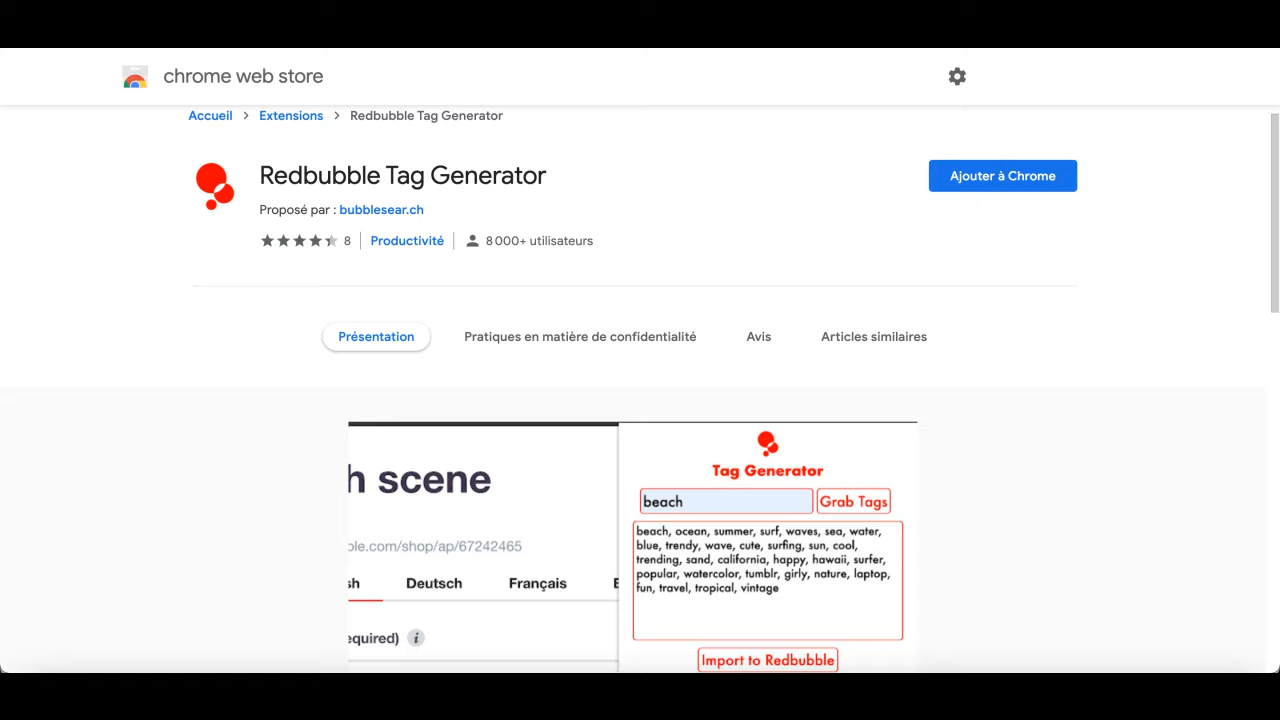 chrome web store
Accueil > Extensions > Redbubble Tag Generator
Redbubble Tag Generator
Ajouter à Chrome
Proposé par : bubblesear.ch
8 Productivité 8 000+ utilisateurs
Présentation Pratiques en matière de confidentialité Avis Articles similaires
h scene
ble.com/shop/ap/67242465
sh Deutsch Français E
equired) i
Tag Generator
beach Grab Tags
beach, ocean, summer, surf, waves, sea, water,
blue, trendy, wave, cute, surfing, sun, cool,
trending, sand, california, happy, hawaii, surfer,
popular, watercolor, tumblr, girly, nature, laptop,
fun, travel, tropical, vintage
Import to Redbubble